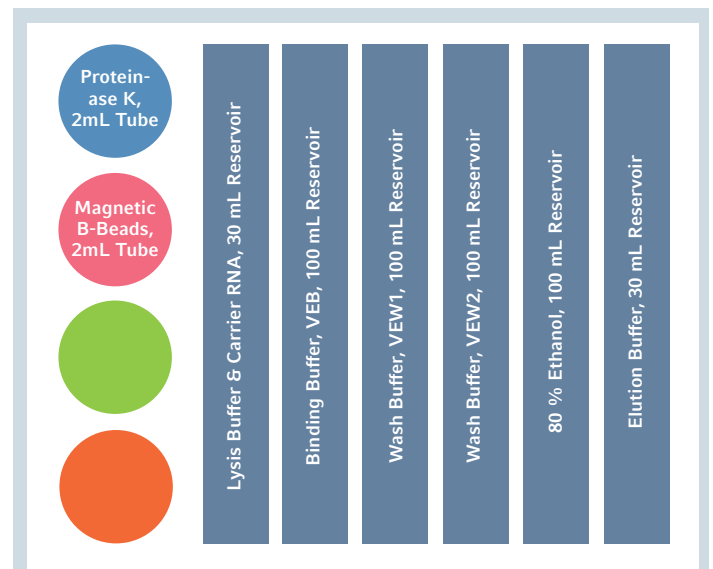 Protein-
ase K,
2mL Tube
Magnetic
B-Beads,
2mL Tube
Lysis Buffer & Carrier RNA, 30 mL Reservoir
Binding Buffer, VEB, 100 mL Reservoir
Wash Buffer, VEW1, 100 mL Reservoir
Wash Buffer, VEW2, 100 mL Reservoir
80 % Ethanol, 100 mL Reservoir
Elution Buffer, 30 mL Reservoir